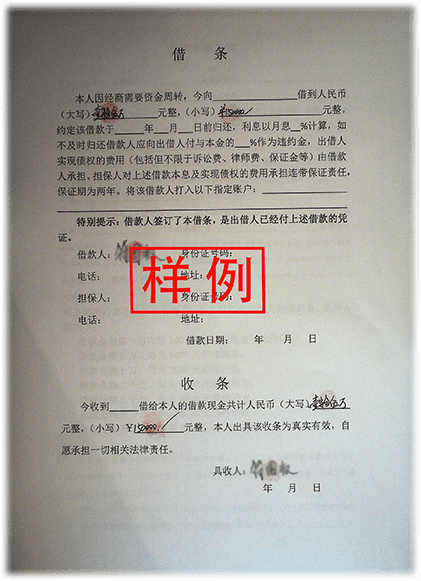 借 条
本人因经商需要资金周转,今向____________借到人民币
(大写)壹拾伍万元整,(小写)¥150000/元整,
约定该借款于____年__月__日前归还,利息以月息__%计算,如
不及时归还借款人应向出借人付与本金的__%作为违约金,出借人
实现债权的费用(包括但不限于诉讼费、律师费、保证金等)由借款
人承担。担保人对上述借款本息及实现债权的费用承担连带保证责任,
保证期为两年。将该借款打入以下指定账户:____________
特别提示:借款人签订了本借条,是出借人已经付上述借款的凭
证。
借款人: 身份证号码:
电话: 地址:
担保人: 身份证号码:
电话: 地址:
样例
借款日期: 年 月 日
收 条
今收到____借给本人的借款现金共计人民币(大写)壹拾伍万
元整,(小写)¥150000/元整,本人出具该收条为真实有效,自
愿承担一切相关法律责任。
具收人:
年 月 日